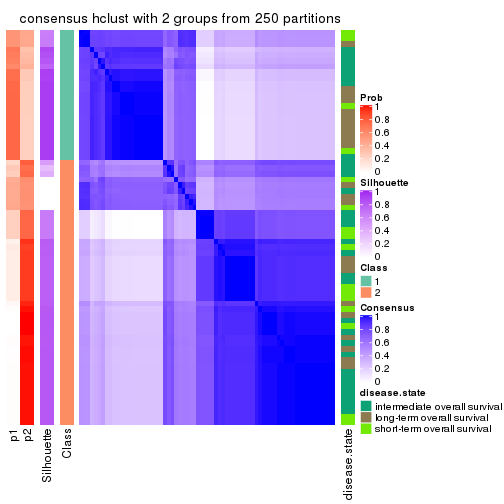 consensus hclust with 2 groups from 250 partitions
Prob
1
0.8
0.6
0.4
0.2
0
Silhouette
1
0.8
0.6
0.4
0.2
0
Class
1
2
Consensus
1
0.8
0.6
0.4
0.2
0
disease.state
intermediate overall survival
long-term overall survival
short-term overall survival
p1
p2
Silhouette
Class
disease.state